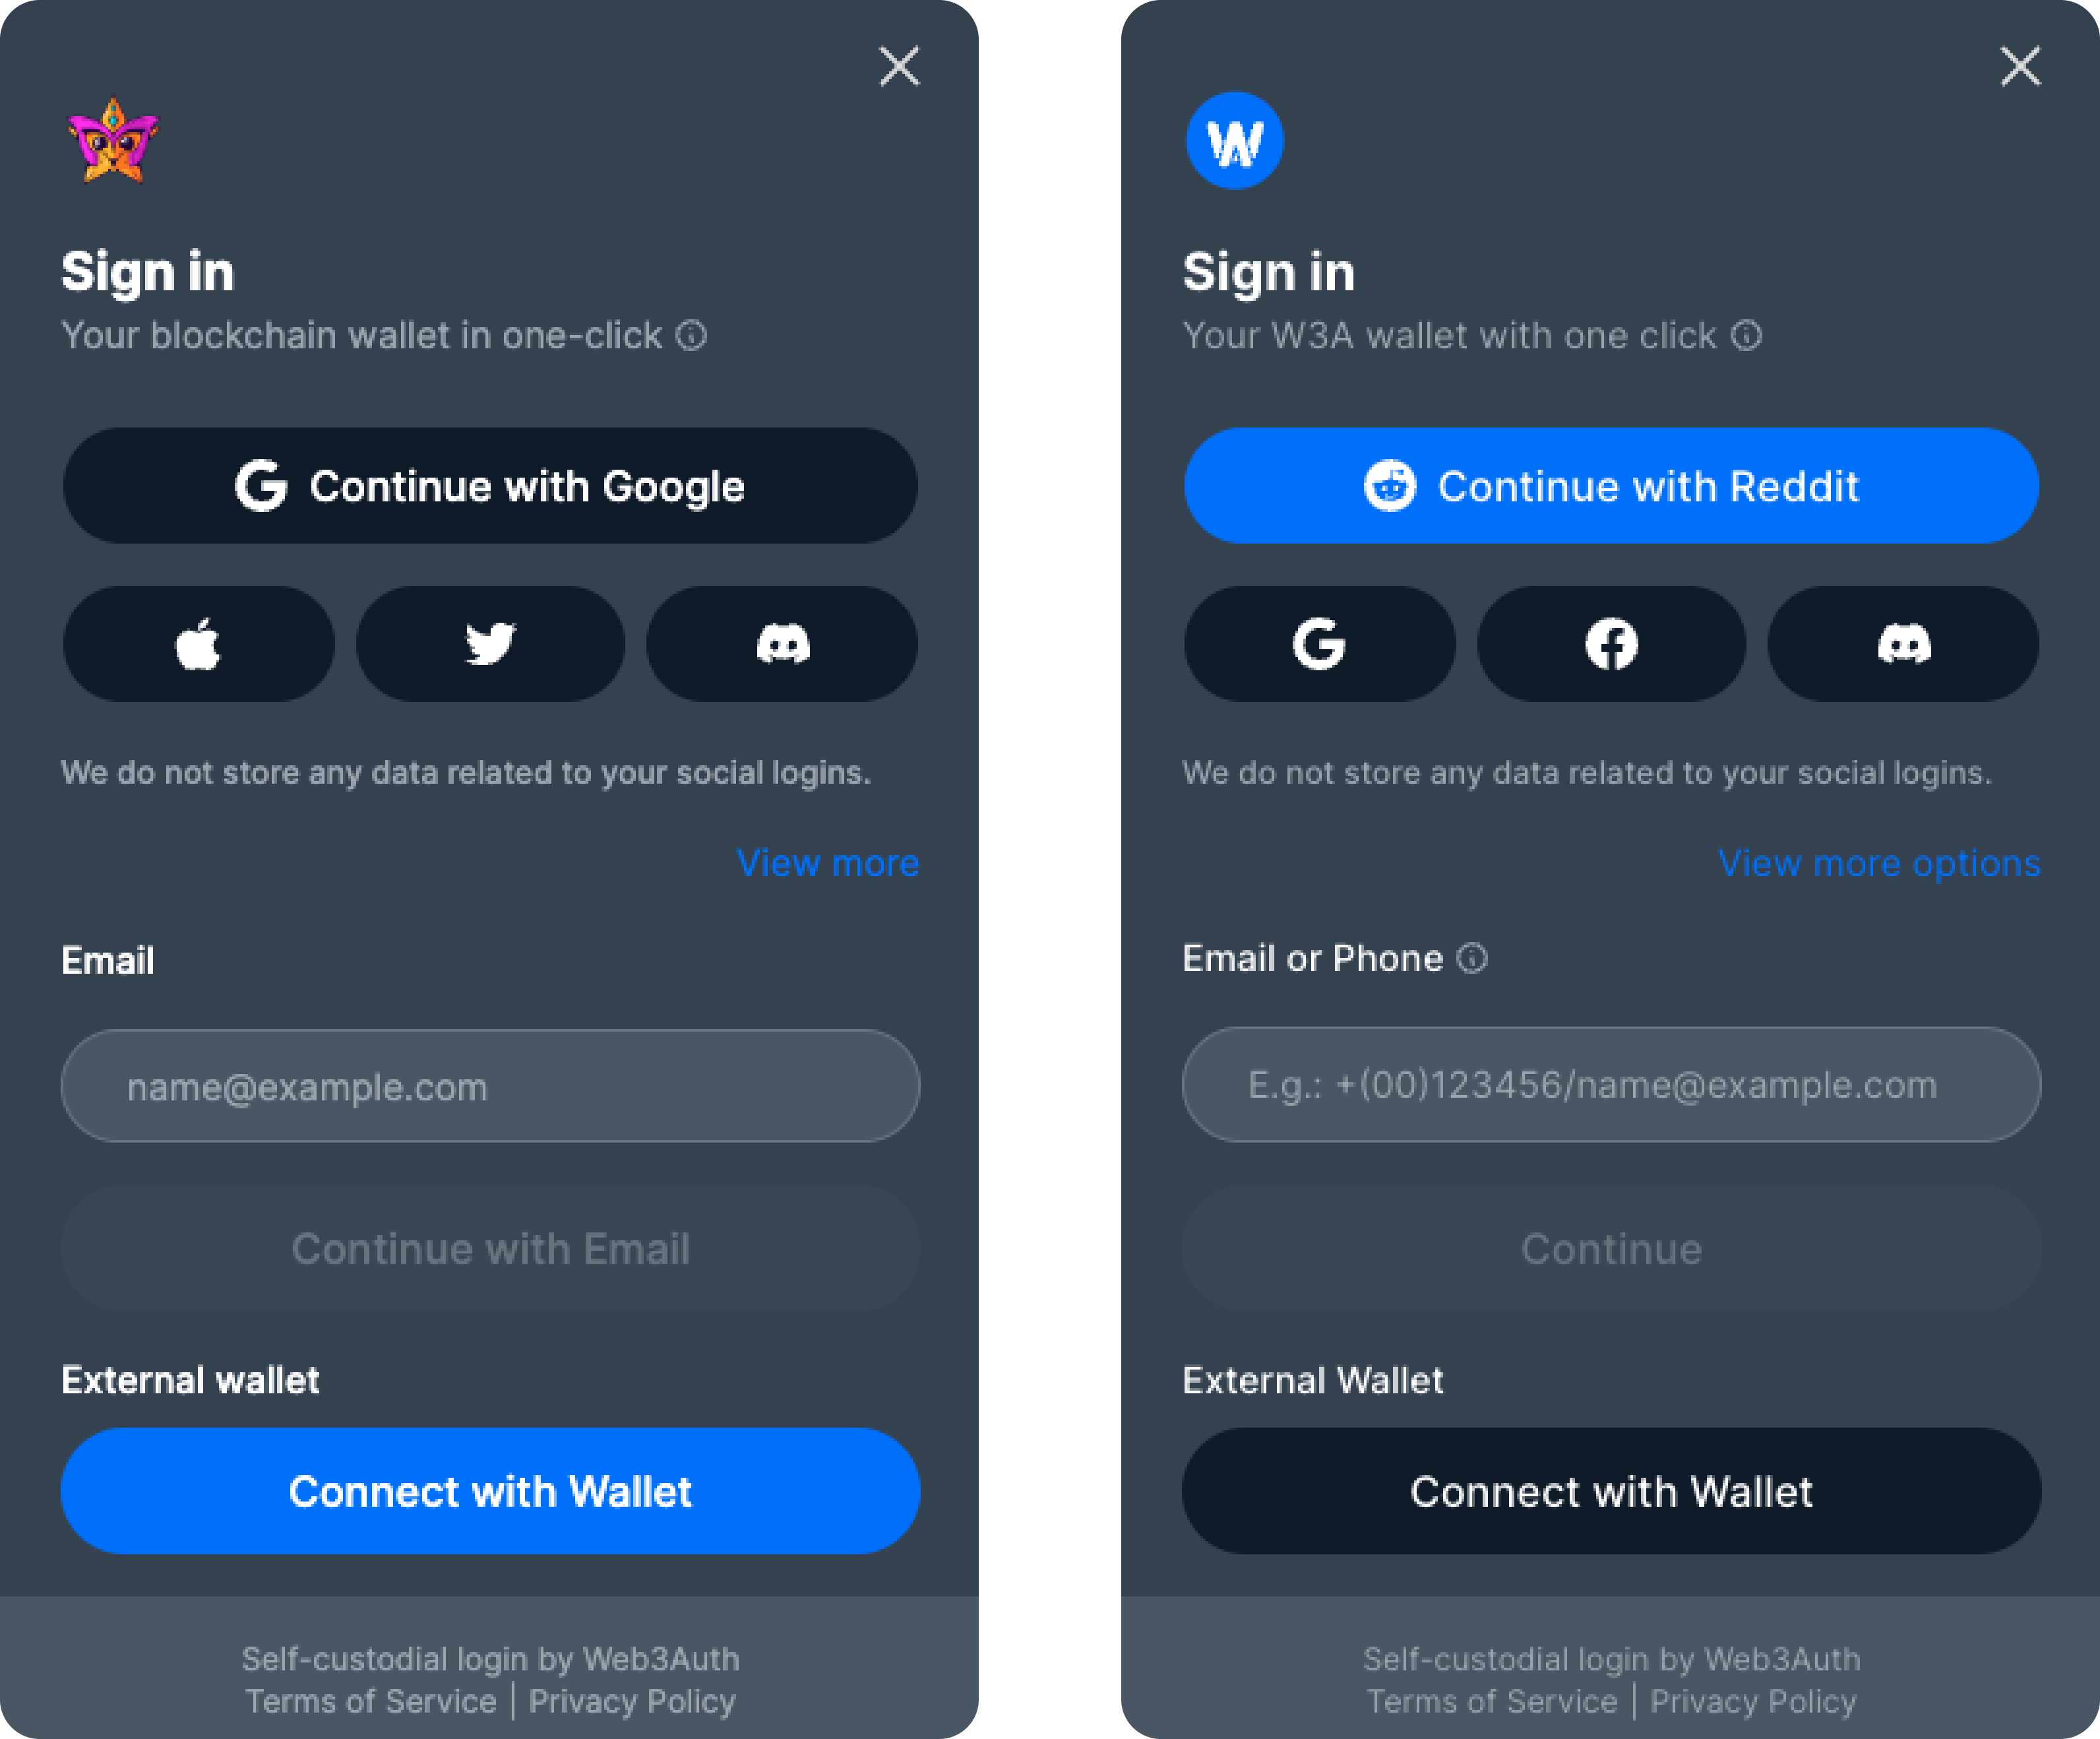 Sign in
Your blockchain wallet in one-click
Continue with Google
We do not store any data related to your social logins.
View more
Email
name@example.com
Continue with Email
External wallet
Connect with Wallet
Self-custodial login by Web3Auth
Terms of Service | Privacy Policy
W
Sign in
Your W3A wallet with one click
Continue with Reddit
We do not store any data related to your social logins.
View more options
Email or Phone
E.g.: +(00)123456/name@example.com
Continue
External Wallet
Connect with Wallet
Self-custodial login by Web3Auth
Terms of Service | Privacy Policy